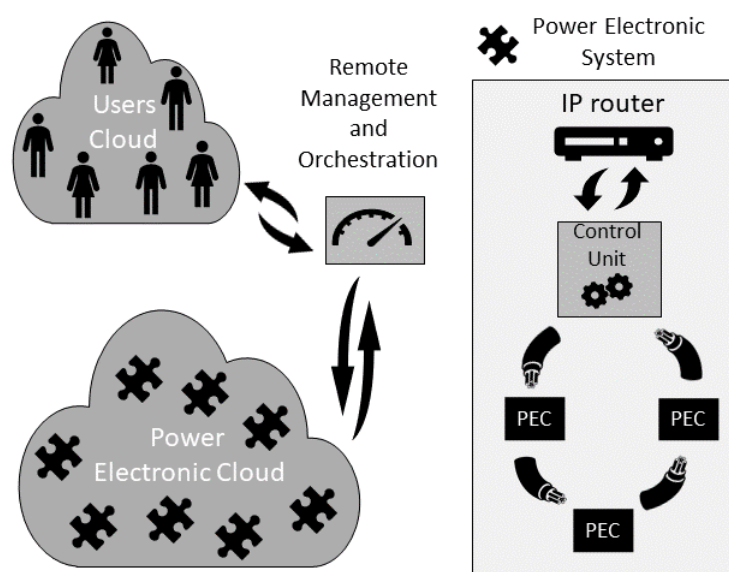 Users
Cloud
Remote
Management
and
Orchestration
Power
Electronic Cloud
Power Electronic
System
IP router
Control
Unit
PEC
PEC
PEC